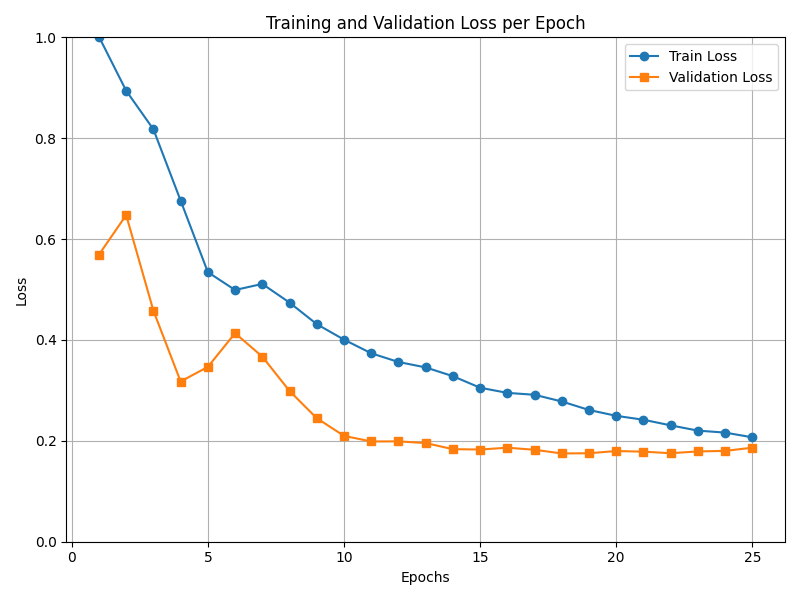 Training and Validation Loss per Epoch
Train Loss
Validation Loss
Loss
1.0
0.8
0.6
0.4
0.2
0.0
0 5 10 15 20 25
Epochs